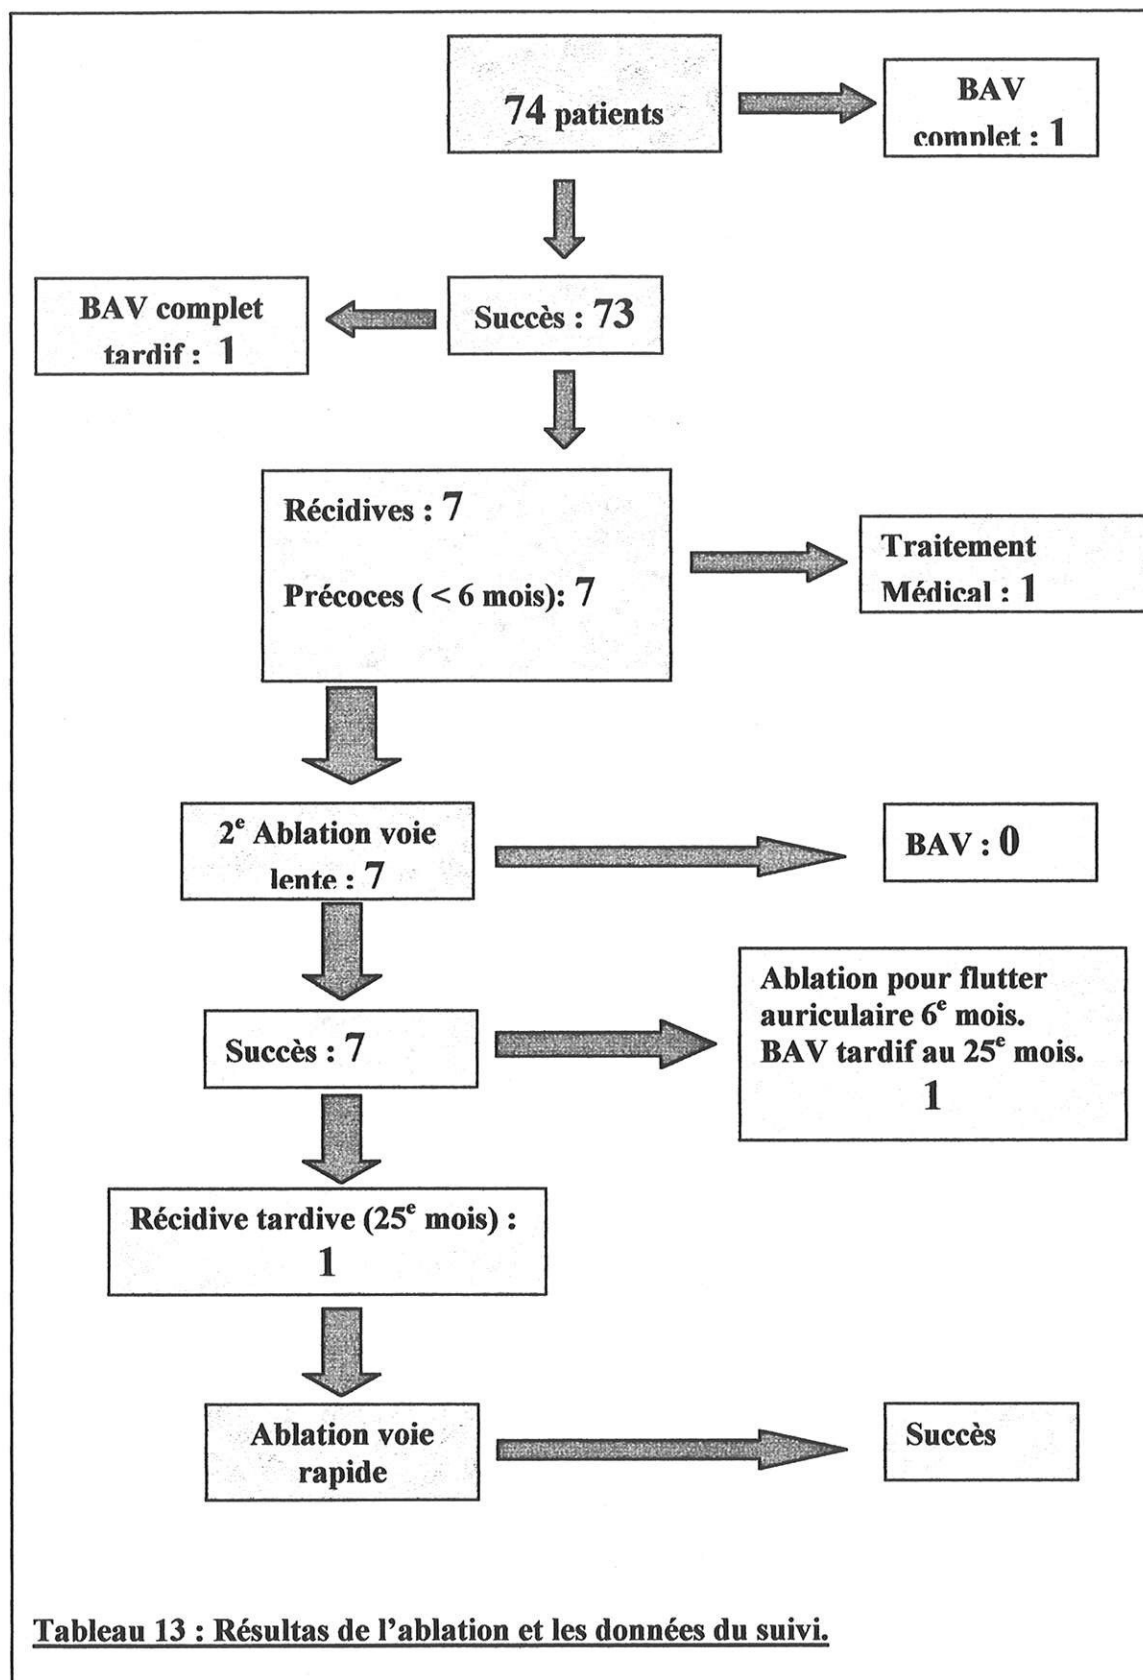 74 patients
BAV
complet : 1
Succès : 73
BAV complet
tardif : 1
Récidives : 7
Précoces ( < 6 mois): 7
Traitement
Médical : 1
2e Ablation voie
lente : 7
BAV : 0
Succès : 7
Ablation pour flutter
auriculaire 6e mois.
BAV tardif au 25e mois.
1
Récidive tardive (25e mois) :
1
Ablation voie
rapide
Succès
Tableau 13 : Résultas de l'ablation et les données du suivi.